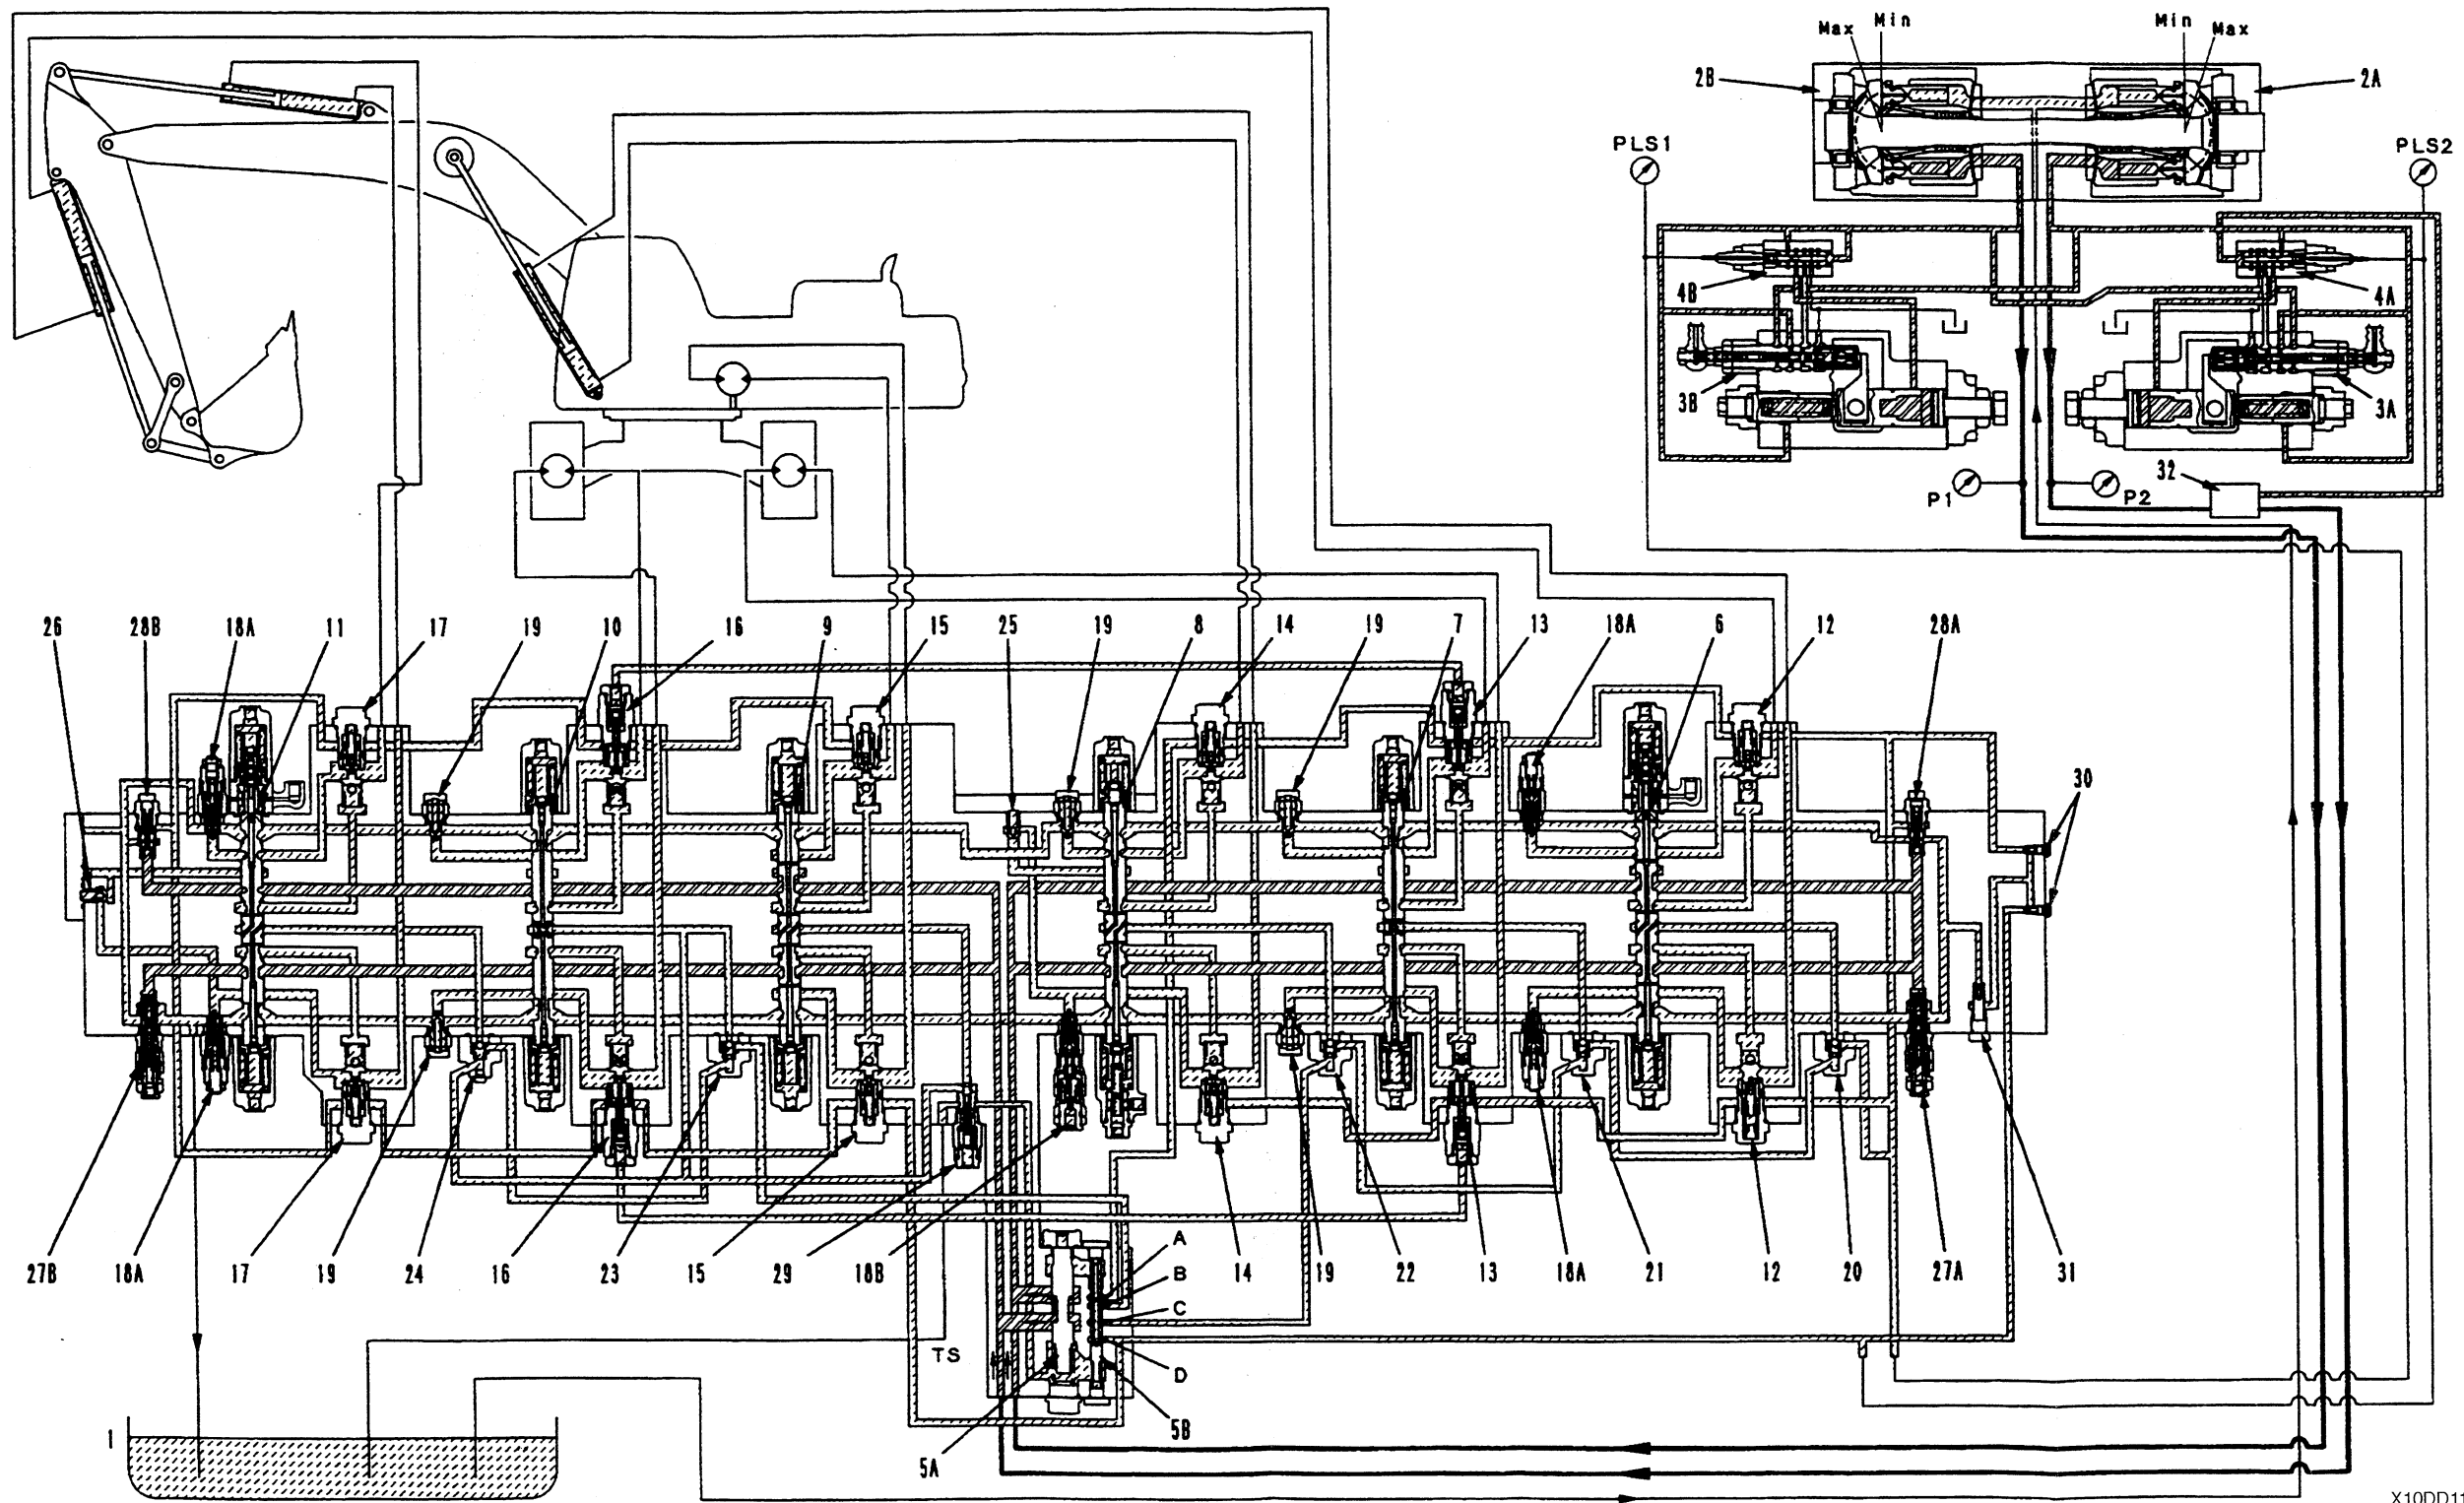 Max Min Min Max
2B 2A
PLS1 PLS2
4B 4A
3B 3A
P1 P2 32
26 28B 18A 11 17 19 10 16 9 15 25 19 8 14 19 7 13 18A 6 12 28A
30
27B 18A 17 19 24 16 23 15 29 18B 14 19 22 13 18A 21 12 20 27A 31
A
B
C
D
TS
5B
5A
1